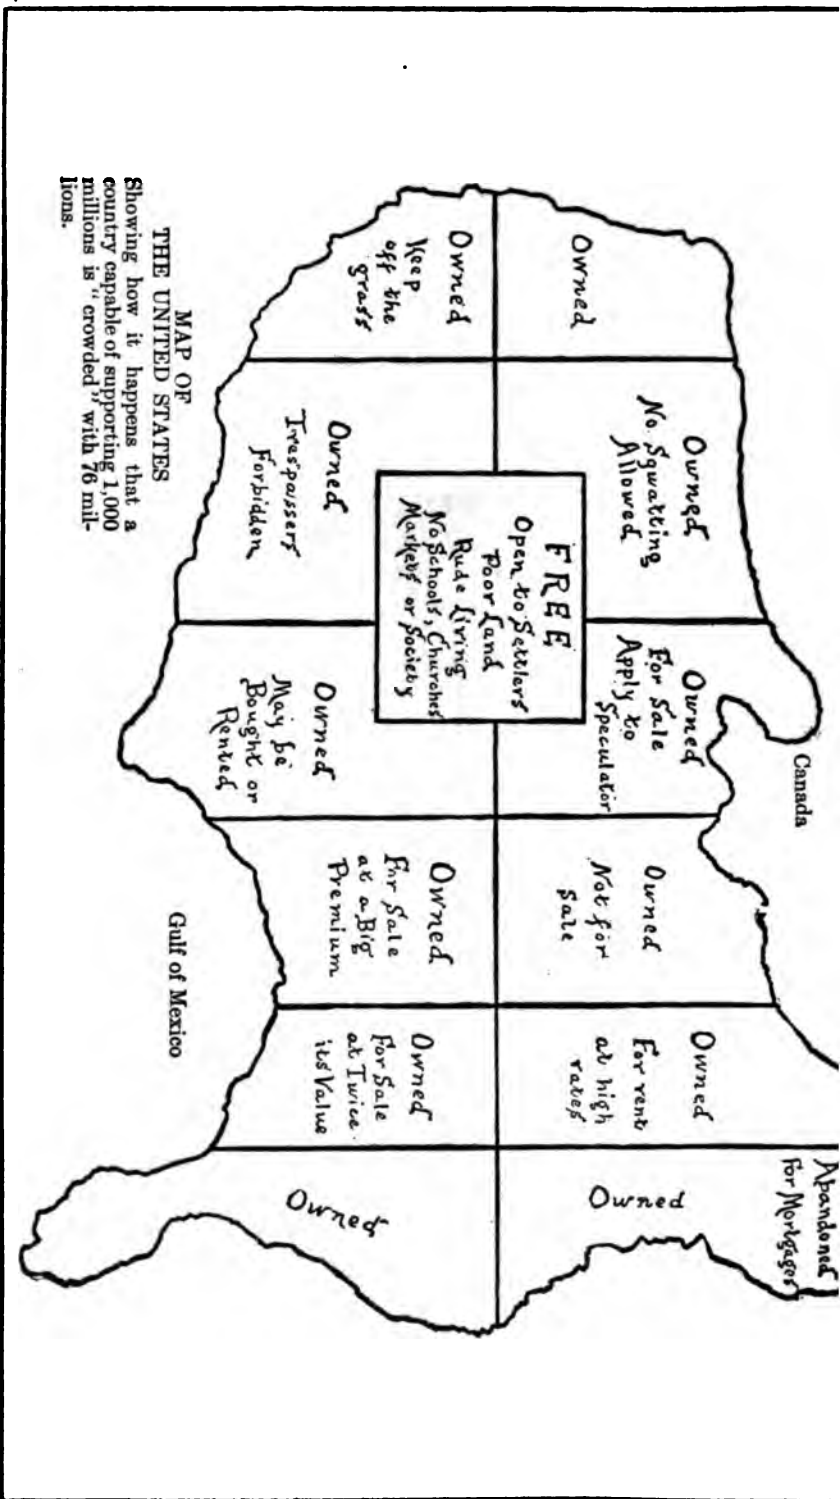 Owned
Owned
No Squatting
Allowed
Owned
For Sale
Apply to
Speculator
Canada
Owned
Not for
Sale
Owned
For rent
at high
rates
Abandoned
For Mortgages
Owned
FREE
Open to Settlers
Poor Land
Rude Living
No Schools, Churches
Markets or Society
Owned
Keep
off the
grass
Owned
Trespassers
Forbidden
Owned
May be
Bought or
Rented
Owned
For Sale
at a Big
Premium
Owned
For Sale
at Twice
its Value
Owned
Gulf of Mexico
MAP OF
THE UNITED STATES
Showing how it happens that a
country capable of supporting 1,000
millions is "crowded" with 76 mil-
lions.